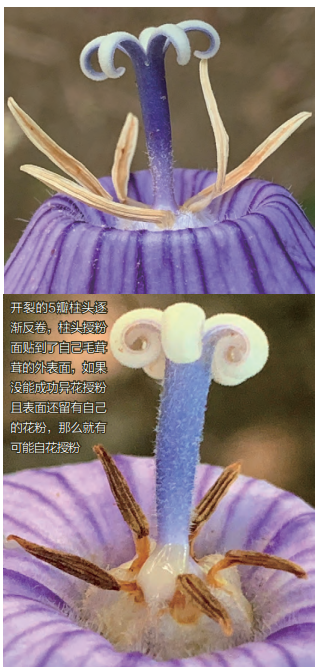 开裂的5瓣柱头逐
渐反卷，柱头授粉
面贴到了自己毛茸
茸的外表面，如果
没能成功异花授粉
且表面还留有自己
的花粉，那么就有
可能自花授粉